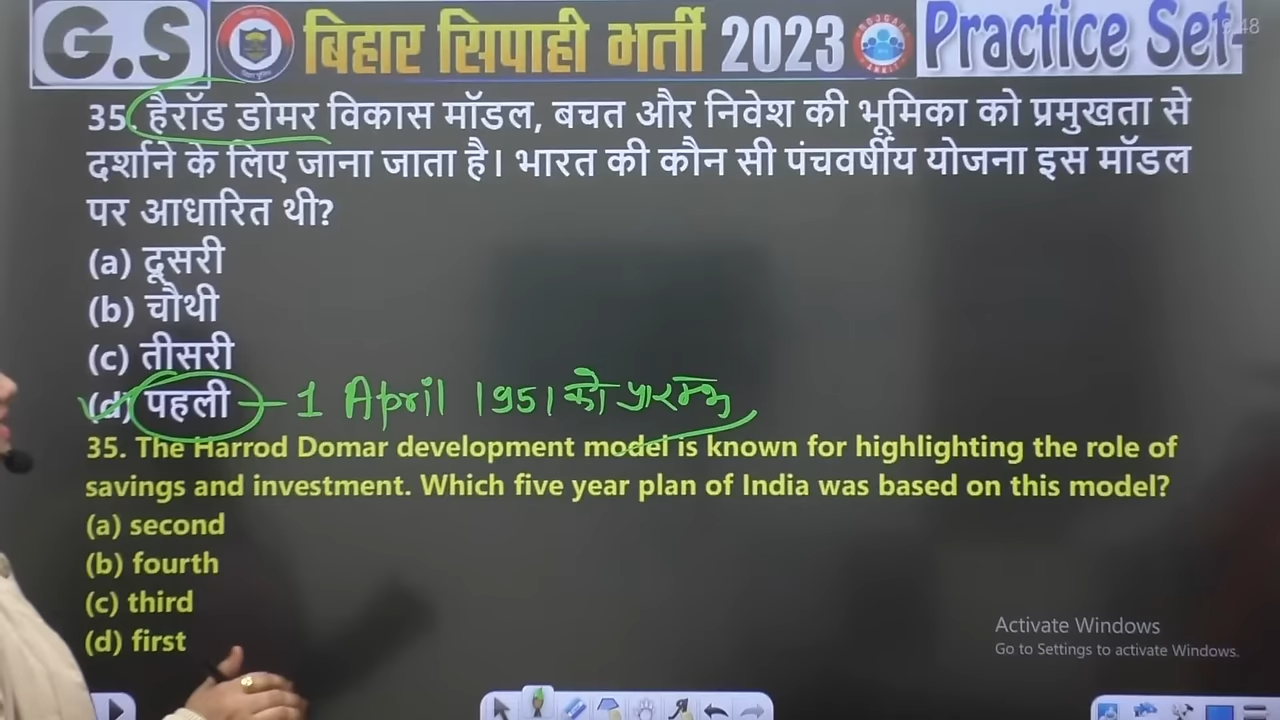 G.S बिहार सिपाही भर्ती 2023 Practice Set-
35. हैरॉड डोमर विकास मॉडल, बचत और निवेश की भूमिका को प्रमुखता से
दर्शाने के लिए जाना जाता है। भारत की कौन सी पंचवर्षीय योजना इस मॉडल
पर आधारित थी?
(a) दूसरी
(b) चौथी
(c) तीसरी
(d) पहली – 1 April 1951 को प्रारम्भ
35. The Harrod Domar development model is known for highlighting the role of
savings and investment. Which five year plan of India was based on this model?
(a) second
(b) fourth
(c) third
(d) first
Activate Windows
Go to Settings to activate Windows.